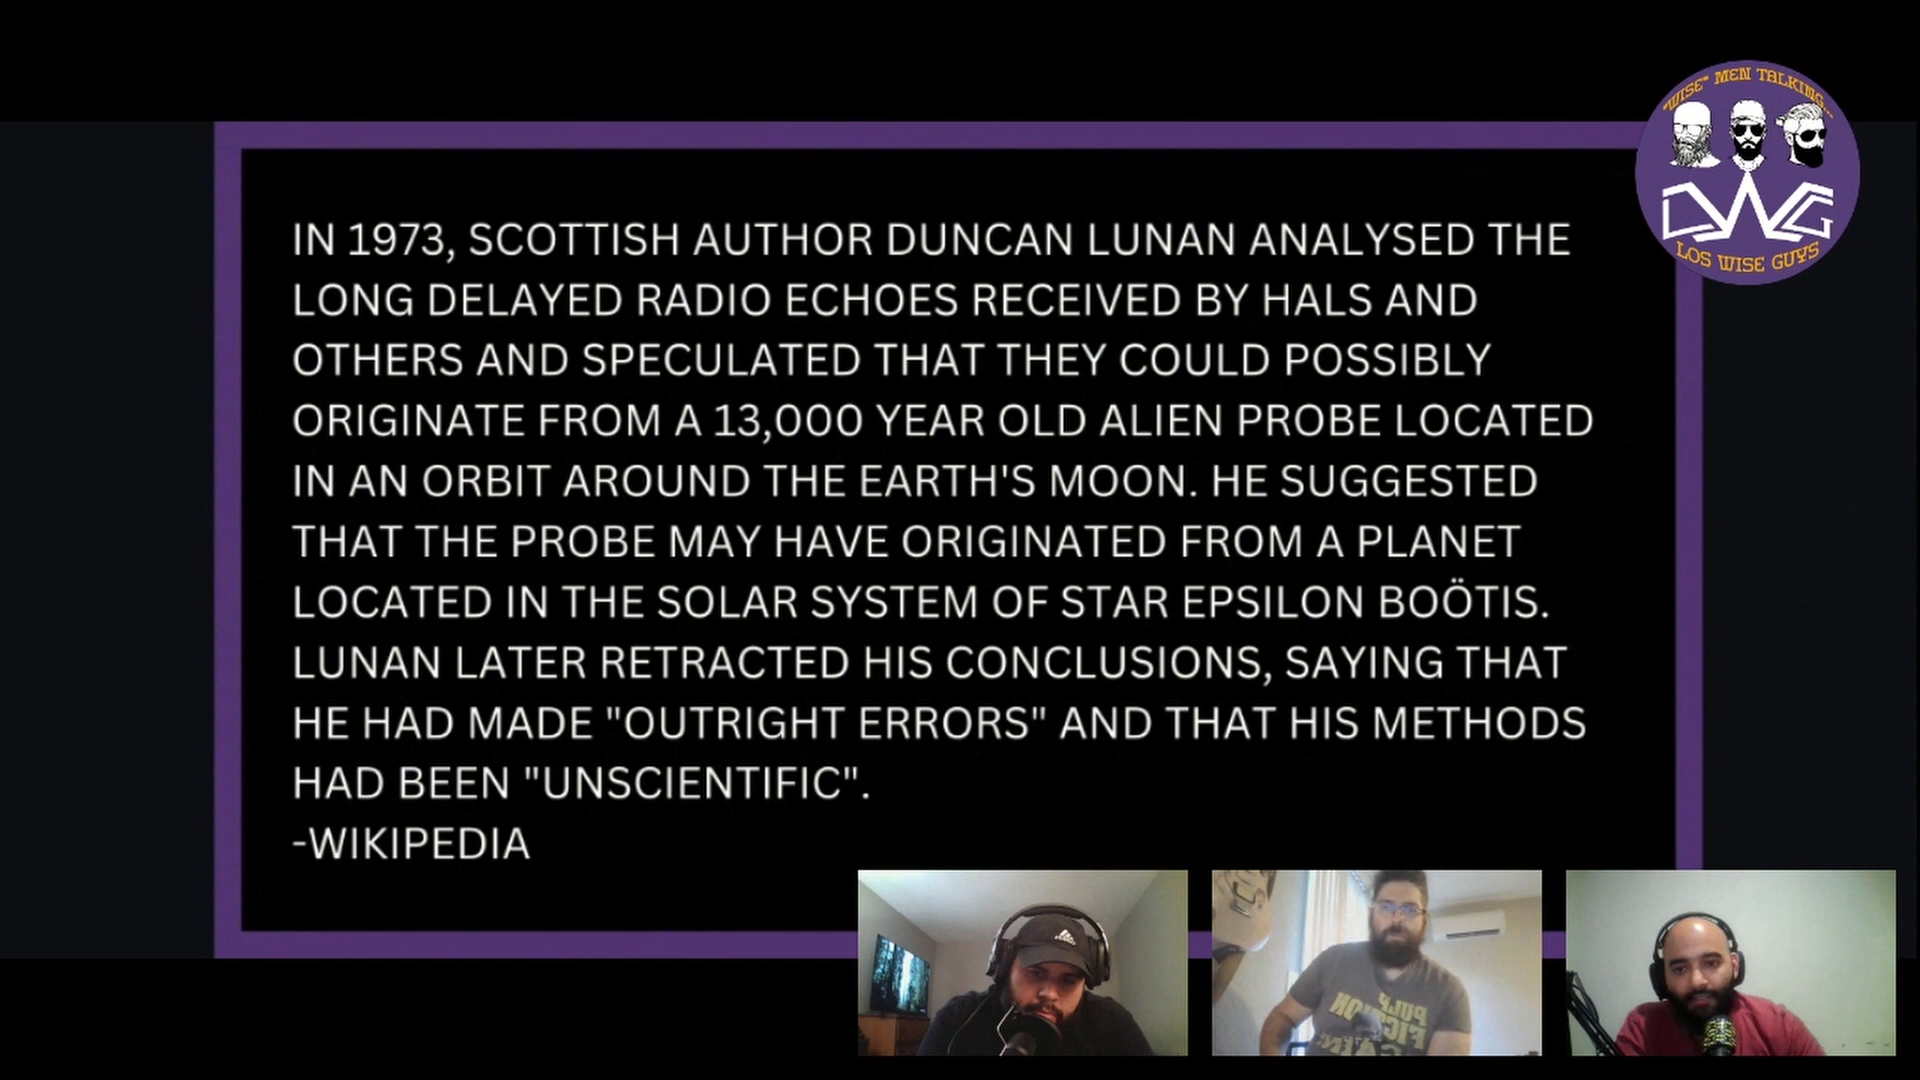 "WISE" MEN TALKING...
LWG
LOS WISE GUYS
IN 1973, SCOTTISH AUTHOR DUNCAN LUNAN ANALYSED THE
LONG DELAYED RADIO ECHOES RECEIVED BY HALS AND
OTHERS AND SPECULATED THAT THEY COULD POSSIBLY
ORIGINATE FROM A 13,000 YEAR OLD ALIEN PROBE LOCATED
IN AN ORBIT AROUND THE EARTH'S MOON. HE SUGGESTED
THAT THE PROBE MAY HAVE ORIGINATED FROM A PLANET
LOCATED IN THE SOLAR SYSTEM OF STAR EPSILON BOÖTIS.
LUNAN LATER RETRACTED HIS CONCLUSIONS, SAYING THAT
HE HAD MADE "OUTRIGHT ERRORS" AND THAT HIS METHODS
HAD BEEN "UNSCIENTIFIC".
-WIKIPEDIA
PULP
FICTION